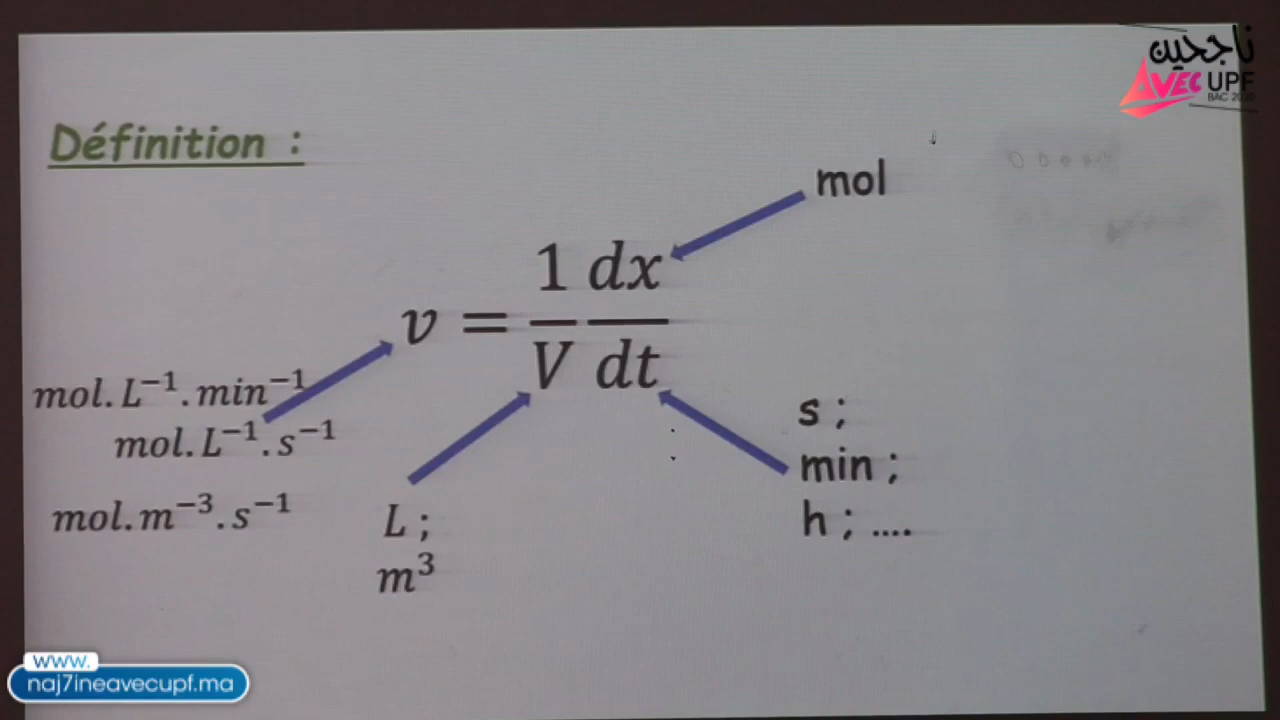 ناجحين
AVEC UPF
BAC 2020
Définition :
mol
v = 1/V dx/dt
mol.L⁻¹.min⁻¹
mol.L⁻¹.s⁻¹
mol.m⁻³.s⁻¹
L ;
m³
s ;
min ;
h ; ....
www.
naj7ineavecupf.ma